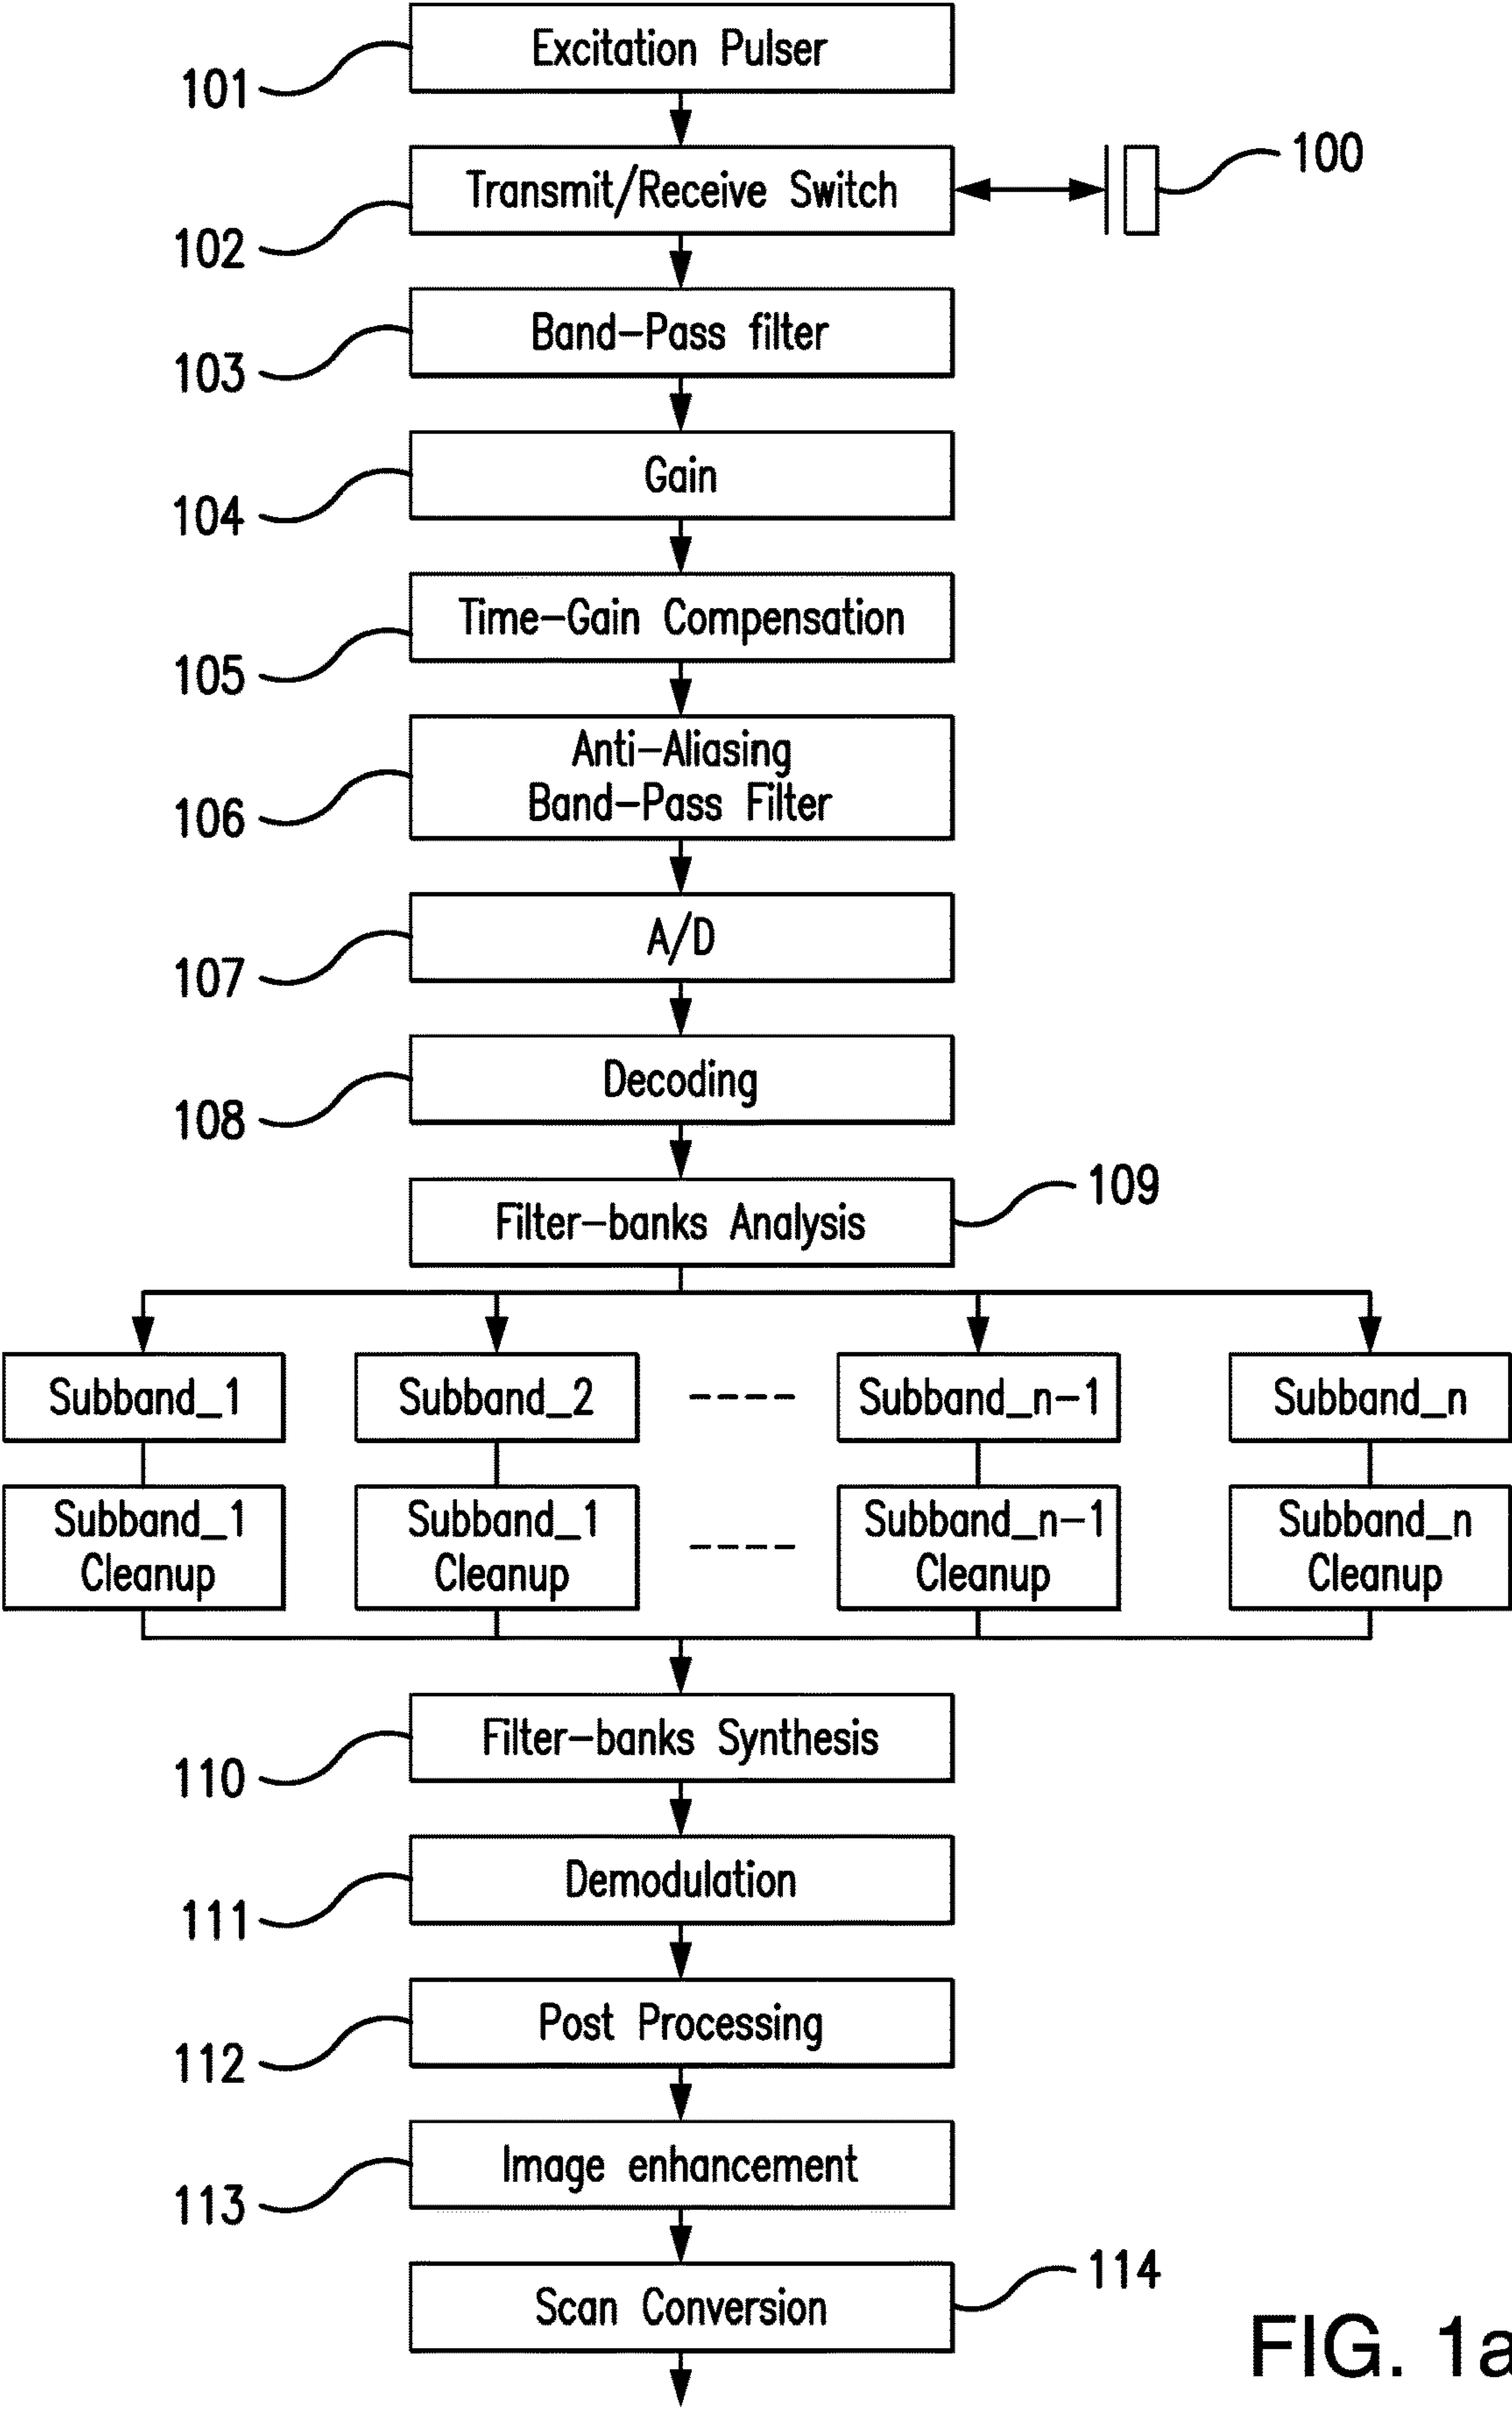 Excitation Pulser
101
100
Transmit/Receive Switch
102
Band-Pass filter
103
Gain
104
Time-Gain Compensation
105
Anti-Aliasing
Band-Pass Filter
106
A/D
107
Decoding
108
109
Filter-banks Analysis
Subband_1 Subband_2 ---- Subband_n-1 Subband_n
Subband_1 Subband_1 Subband_n-1 Subband_n
Cleanup Cleanup ---- Cleanup Cleanup
Filter-banks Synthesis
110
Demodulation
111
Post Processing
112
Image enhancement
113
114
Scan Conversion
FIG. 1a